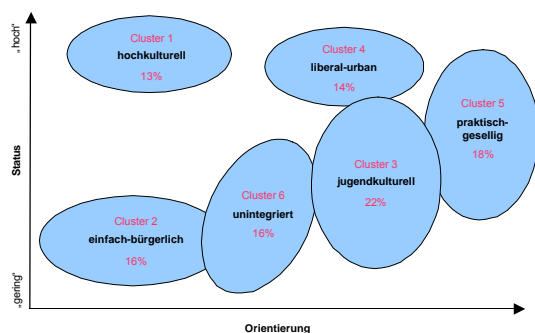 „hoch“
Status
„gering“
Cluster 1
hochkulturell
13%
Cluster 4
liberal-urban
14%
Cluster 5
praktisch-
gesellig
18%
Cluster 3
jugendkulturell
22%
Cluster 6
unintegriert
16%
Cluster 2
einfach-bürgerlich
16%
Orientierung